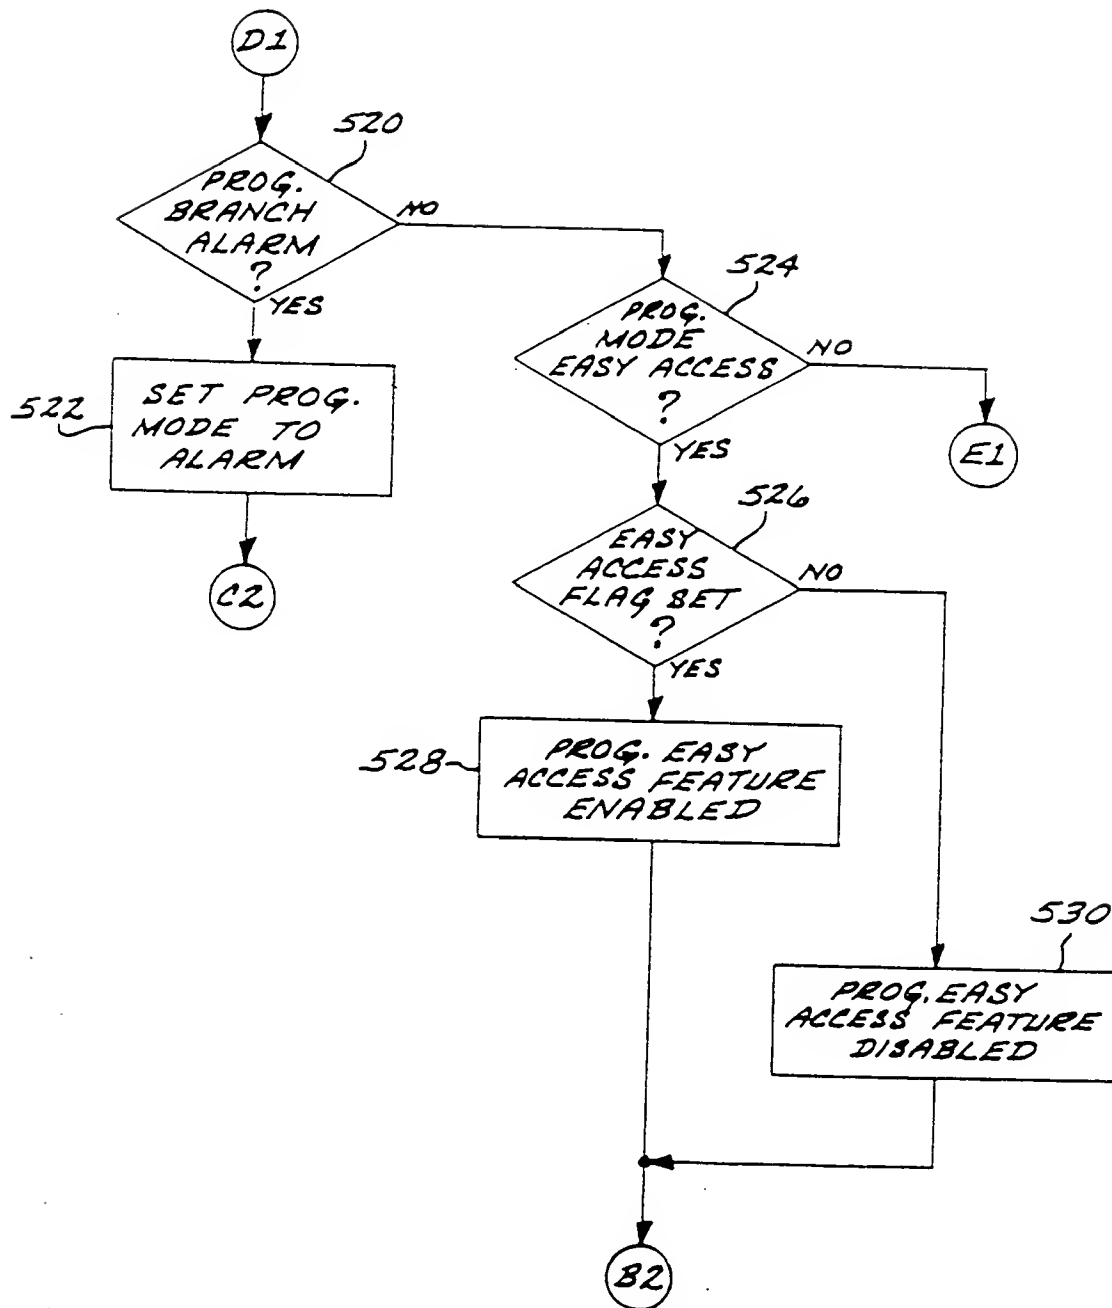 D1
520
PROG.
BRANCH
ALARM
?
NO
YES
524
PROG.
MODE
EASY ACCESS
?
NO
YES
522
SET PROG.
MODE TO
ALARM
E1
C2
526
EASY
ACCESS
FLAG SET
?
NO
YES
528
PROG. EASY
ACCESS FEATURE
ENABLED
530
PROG. EASY
ACCESS FEATURE
DISABLED
B2